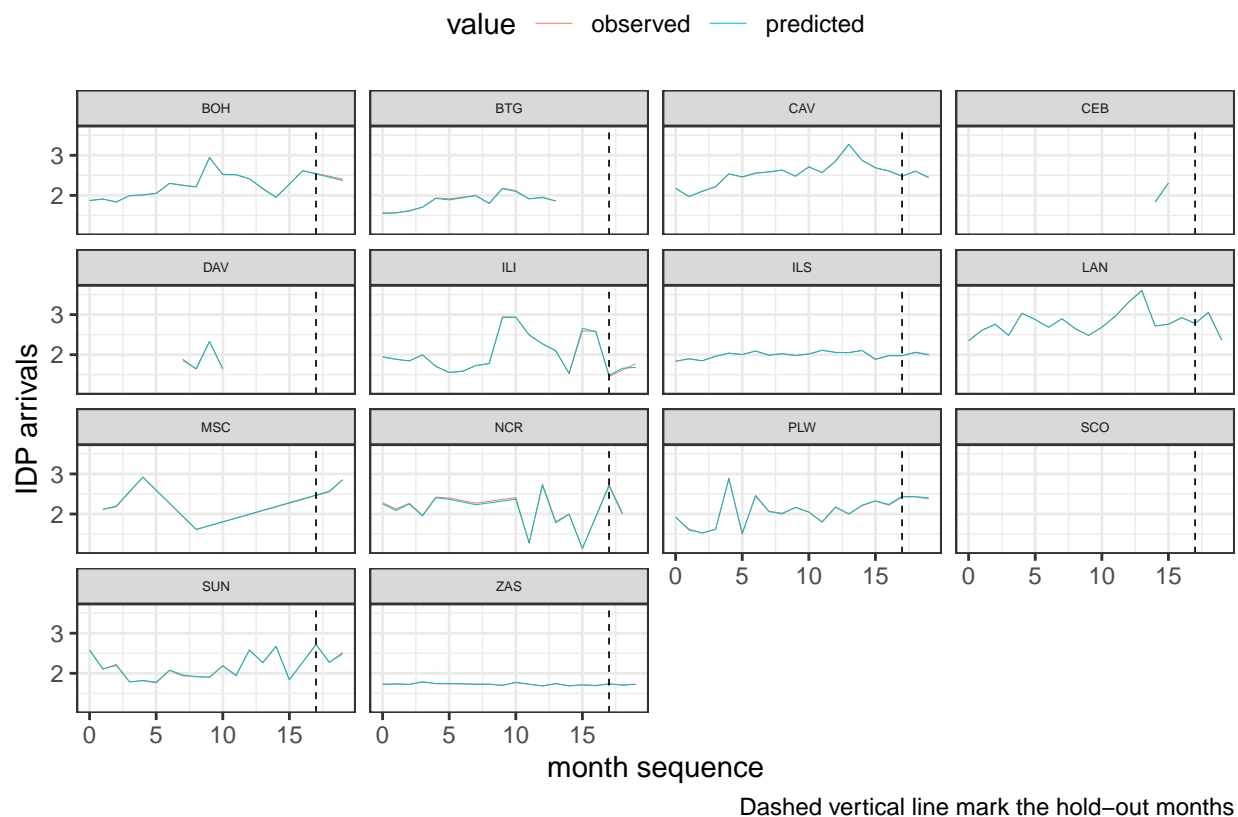 value observed predicted
BOH BTG CAV CEB
3
2
DAV ILI ILS LAN
3
2
MSC NCR PLW SCO
3
2
0 5 10 15 0 5 10 15
SUN ZAS
3
2
0 5 10 15 0 5 10 15
IDP arrivals
month sequence
Dashed vertical line mark the hold−out months